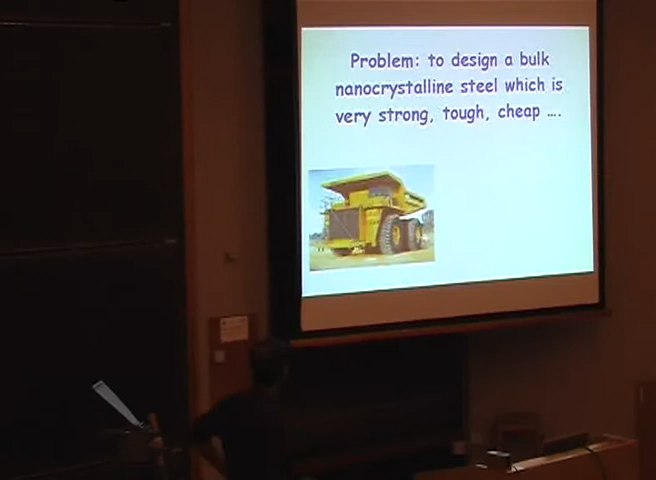 Problem: to design a bulk
nanocrystalline steel which is
very strong, tough, cheap ....